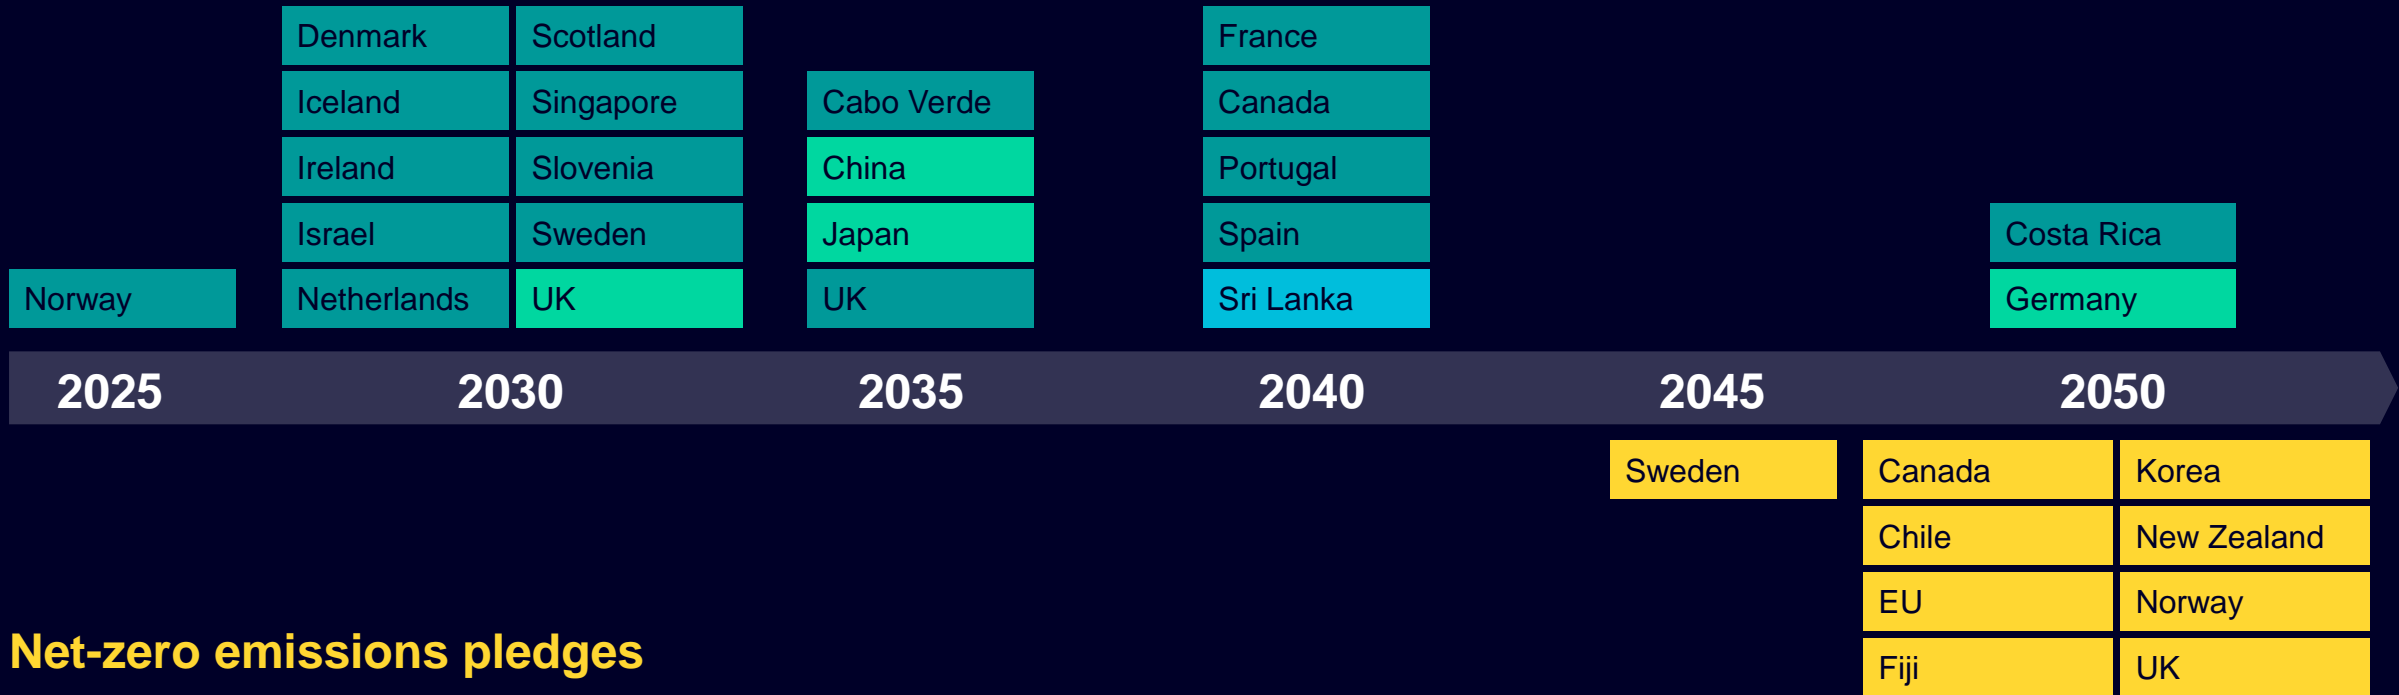 Denmark
Scotland
France
Iceland
Singapore
Cabo Verde
Canada
Ireland
Slovenia
China
Portugal
Israel
Sweden
Japan
Spain
Costa Rica
Norway
Netherlands
UK
UK
Sri Lanka
Germany
2025
2030
2035
2040
2045
2050
Sweden
Canada
Korea
Chile
New Zealand
EU
Norway
Net-zero emissions pledges
Fiji
UK